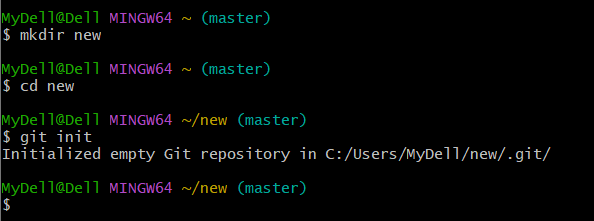 MyDell@Dell MINGW64 ~ (master)
$ mkdir new
MyDell@Dell MINGW64 ~ (master)
$ cd new
MyDell@Dell MINGW64 ~/new (master)
$ git init
Initialized empty Git repository in C:/Users/MyDell/new/.git/
MyDell@Dell MINGW64 ~/new (master)
$